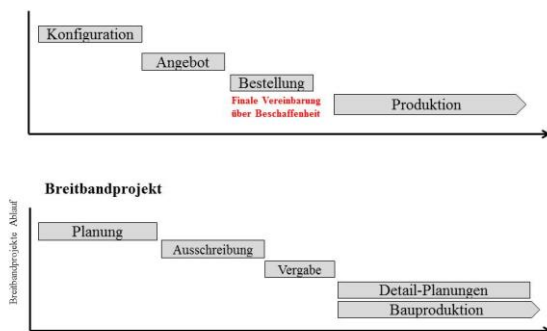 Konfiguration
Angebot
Bestellung
Finale Vereinbarung
über Beschaffenheit
Produktion
Breitbandprojekt
Breitbandprojekte Ablauf
Planung
Ausschreibung
Vergabe
Detail-Planungen
Bauproduktion